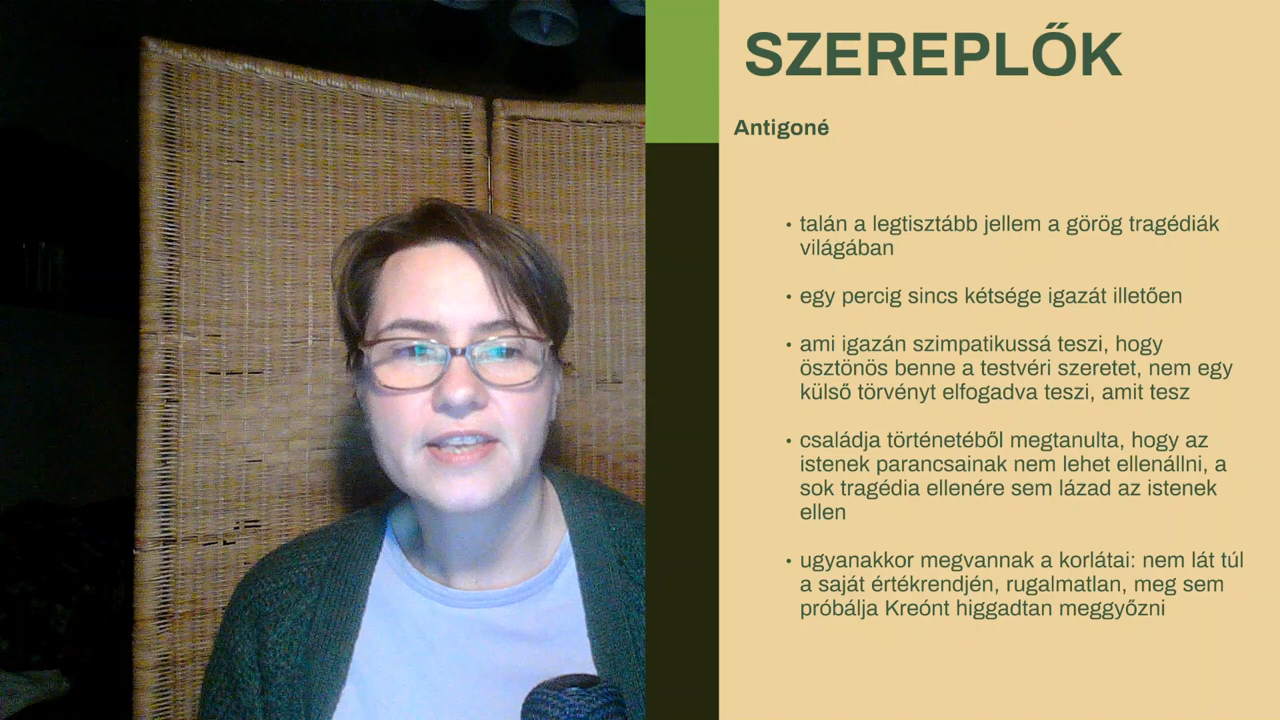 SZEREPLŐK
Antigoné
• talán a legtisztább jellem a görög tragédiák
világában
• egy percig sincs kétsége igazát illetően
• ami igazán szimpatikussá teszi, hogy
ösztönös benne a testvéri szeretet, nem egy
külső törvényt elfogadva teszi, amit tesz
• családja történetéből megtanulta, hogy az
istenek parancsainak nem lehet ellenállni, a
sok tragédia ellenére sem lázad az istenek
ellen
• ugyanakkor megvannak a korlátai: nem lát túl
a saját értékrendjén, rugalmatlan, meg sem
próbálja Kreónt higgadtan meggyőzni